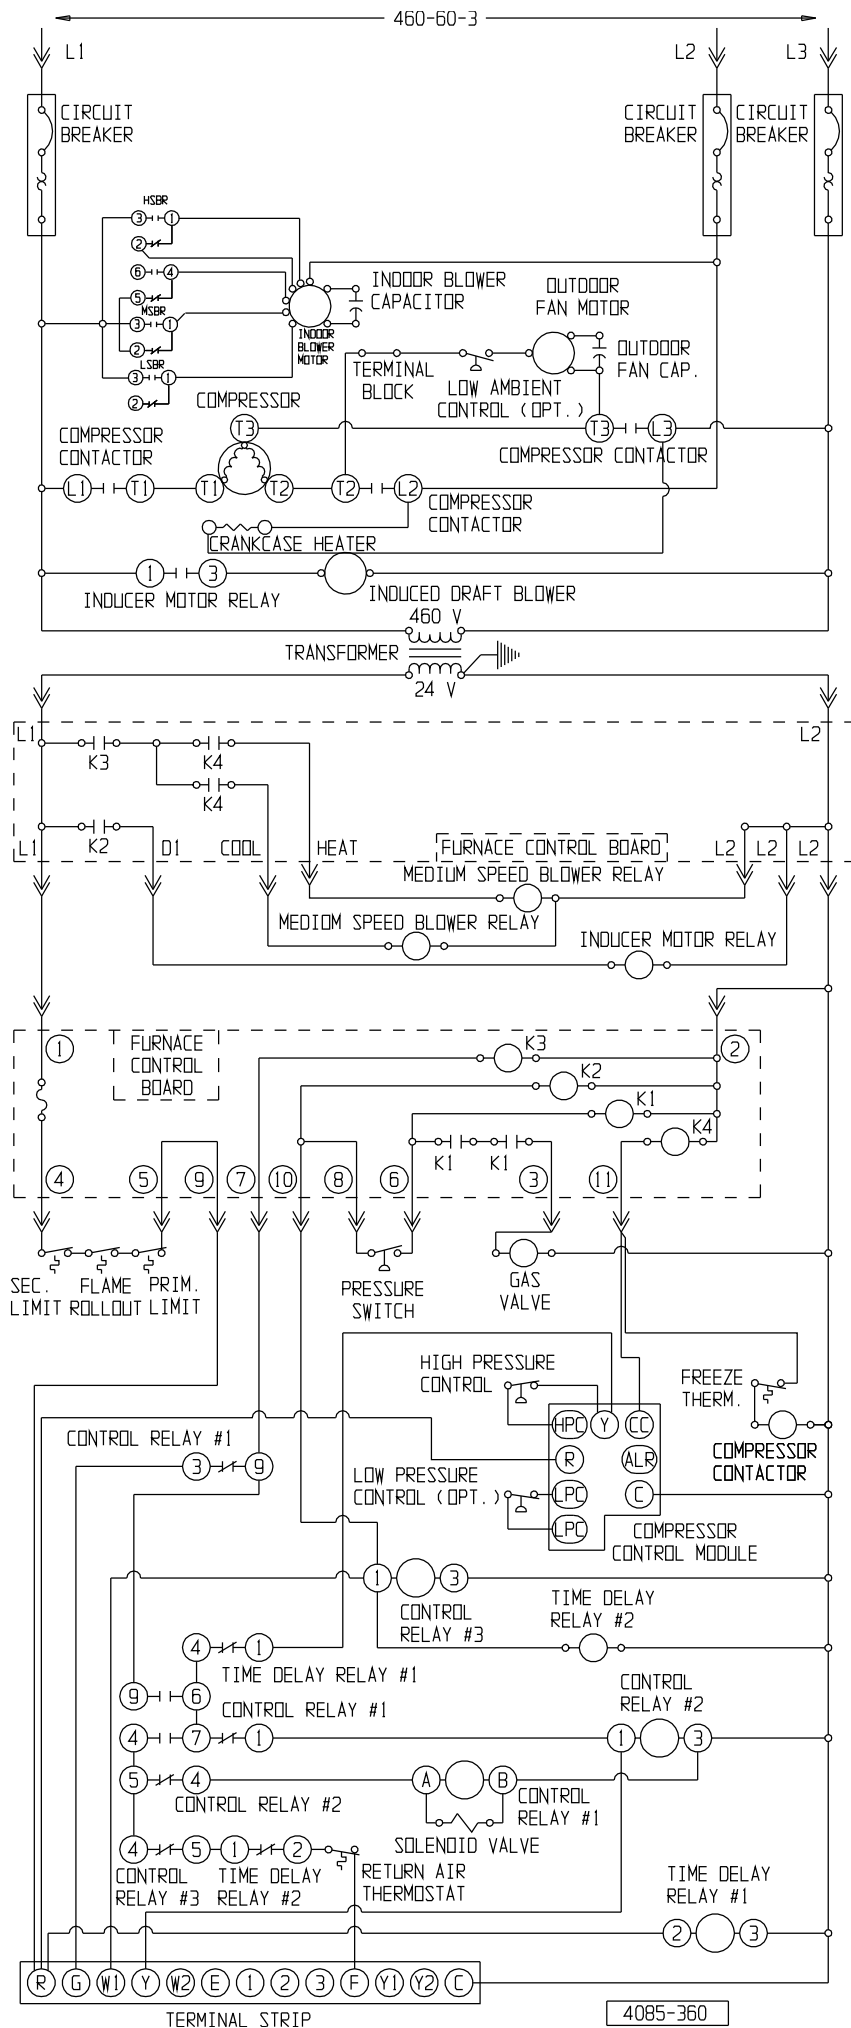 460-60-3
L1
L2
L3
CIRCUIT
BREAKER
CIRCUIT
BREAKER
CIRCUIT
BREAKER
HSBR
3 1
2
6 4
5
MSBR
3 1
2
LSBR
3 1
2
INDOOR
BLOWER
MOTOR
INDOOR BLOWER
CAPACITOR
OUTDOOR
FAN MOTOR
OUTDOOR
FAN CAP.
TERMINAL
BLOCK
LOW AMBIENT
CONTROL (OPT.)
COMPRESSOR
T3
T3 L3
COMPRESSOR CONTACTOR
COMPRESSOR
CONTACTOR
L1 T1 T1 T2 T2 L2
COMPRESSOR
CONTACTOR
CRANKCASE HEATER
1 3
INDUCER MOTOR RELAY
INDUCED DRAFT BLOWER
460 V
TRANSFORMER
24 V
L1
L2
K3
K4
K4
L1
K2
D1
COOL
HEAT
FURNACE CONTROL BOARD
L2 L2 L2
MEDIUM SPEED BLOWER RELAY
MEDIOM SPEED BLOWER RELAY
INDUCER MOTOR RELAY
1
FURNACE
CONTROL
BOARD
K3
2
K2
K1
K4
K1 K1
4 5 9 7 10 8 6 3 11
SEC.
LIMIT
FLAME
ROLLOUT
PRIM.
LIMIT
PRESSURE
SWITCH
GAS
VALVE
HIGH PRESSURE
CONTROL
FREEZE
THERM.
HPC Y CC
R ALR
LPC C
LPC
COMPRESSOR
CONTACTOR
CONTROL RELAY #1
3 9
LOW PRESSURE
CONTROL (OPT.)
COMPRESSOR
CONTROL MODULE
1 3
CONTROL
RELAY #3
TIME DELAY
RELAY #2
4 1
TIME DELAY RELAY #1
9 6
CONTROL RELAY #1
CONTROL
RELAY #2
4 7 1
1 3
5 4
CONTROL RELAY #2
A B
CONTROL
RELAY #1
SOLENOID VALVE
4 5 1 2
CONTROL
RELAY #3
TIME DELAY
RELAY #2
RETURN AIR
THERMOSTAT
TIME DELAY
RELAY #1
2 3
R G W1 Y W2 E 1 2 3 F Y1 Y2 C
TERMINAL STRIP
4085-360